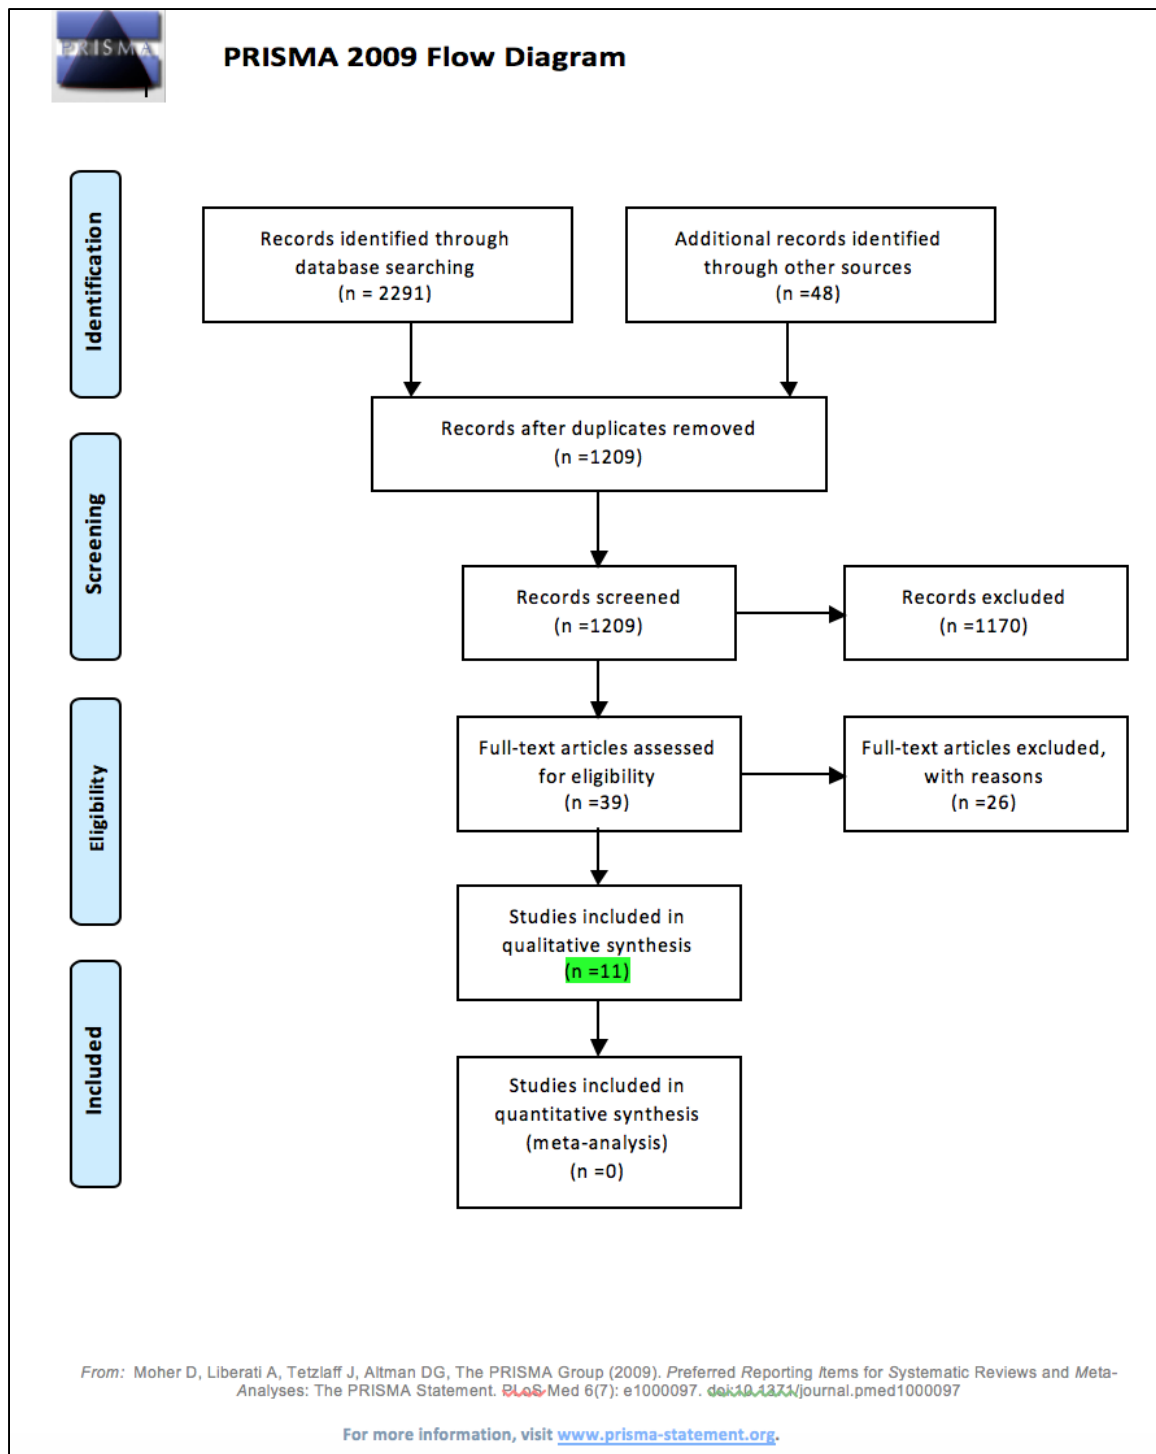 PRISMA
PRISMA 2009 Flow Diagram
Identification
Records identified through
database searching
(n = 2291)
Additional records identified
through other sources
(n =48)
Records after duplicates removed
(n =1209)
Screening
Records screened
(n =1209)
Records excluded
(n =1170)
Eligibility
Full-text articles assessed
for eligibility
(n =39)
Full-text articles excluded,
with reasons
(n =26)
Studies included in
qualitative synthesis
(n =11)
Included
Studies included in
quantitative synthesis
(meta-analysis)
(n =0)
From: Moher D, Liberati A, Tetzlaff J, Altman DG, The PRISMA Group (2009). Preferred Reporting Items for Systematic Reviews and Meta-
Analyses: The PRISMA Statement. PLoS Med 6(7): e1000097. doi:10.1371/journal.pmed1000097
For more information, visit www.prisma-statement.org.